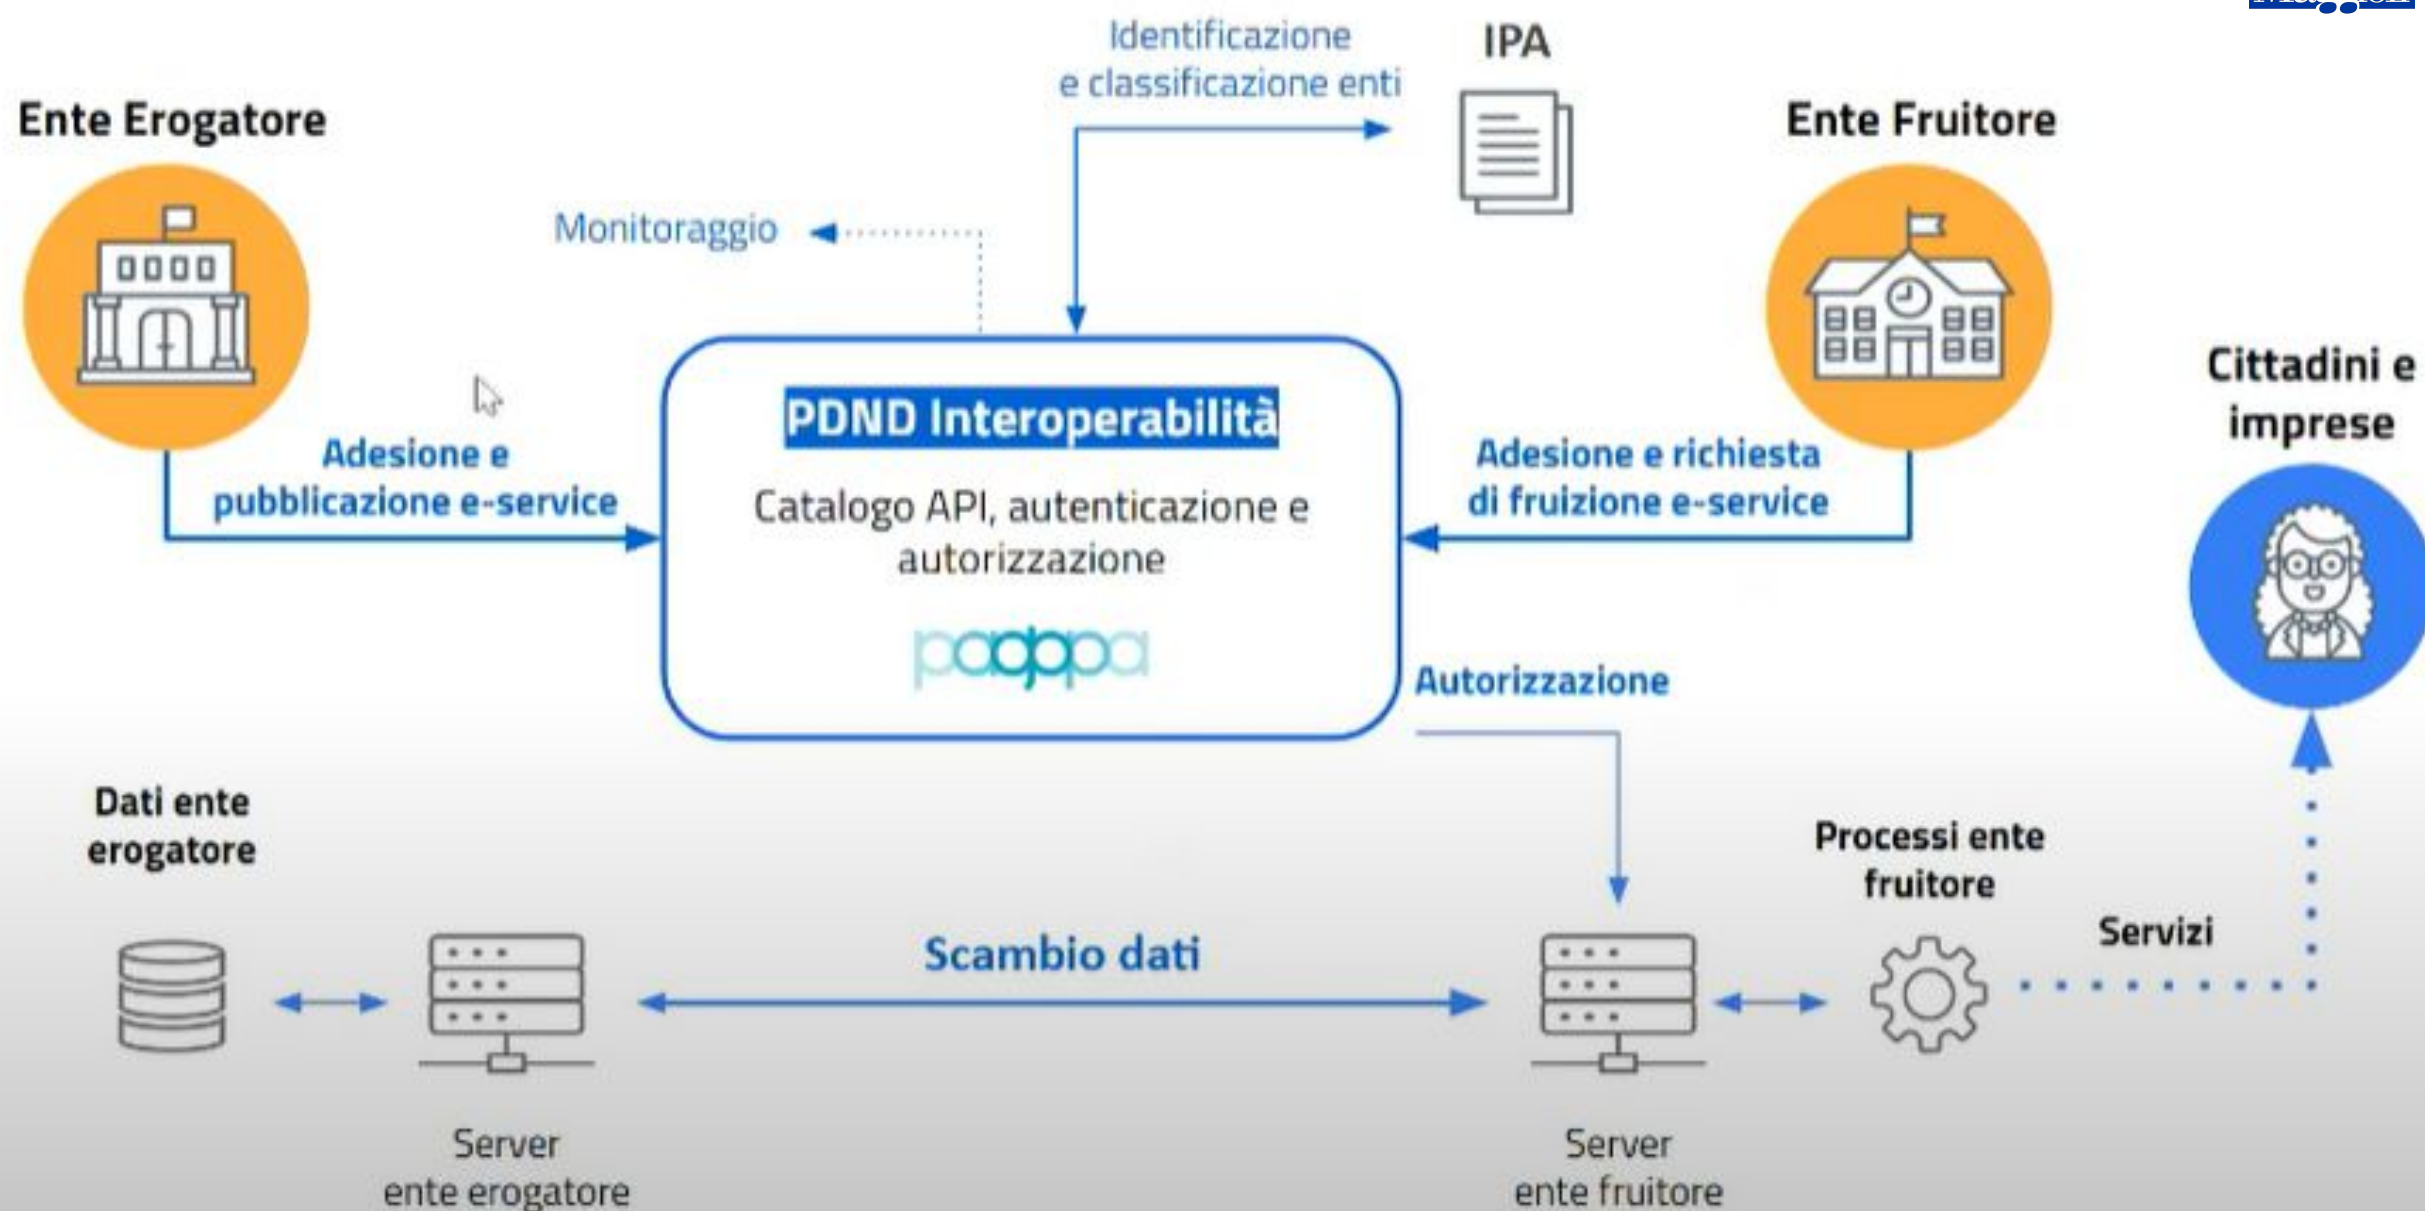 Identificazione
e classificazione enti
IPA
Ente Erogatore
Ente Fruitore
Monitoraggio
Cittadini e
imprese
PDND Interoperabilità
Catalogo API, autenticazione e
autorizzazione
pagopa
Adesione e
pubblicazione e-service
Adesione e richiesta
di fruizione e-service
Autorizzazione
Dati ente
erogatore
Processi ente
fruitore
Servizi
Scambio dati
Server
ente erogatore
Server
ente fruitore